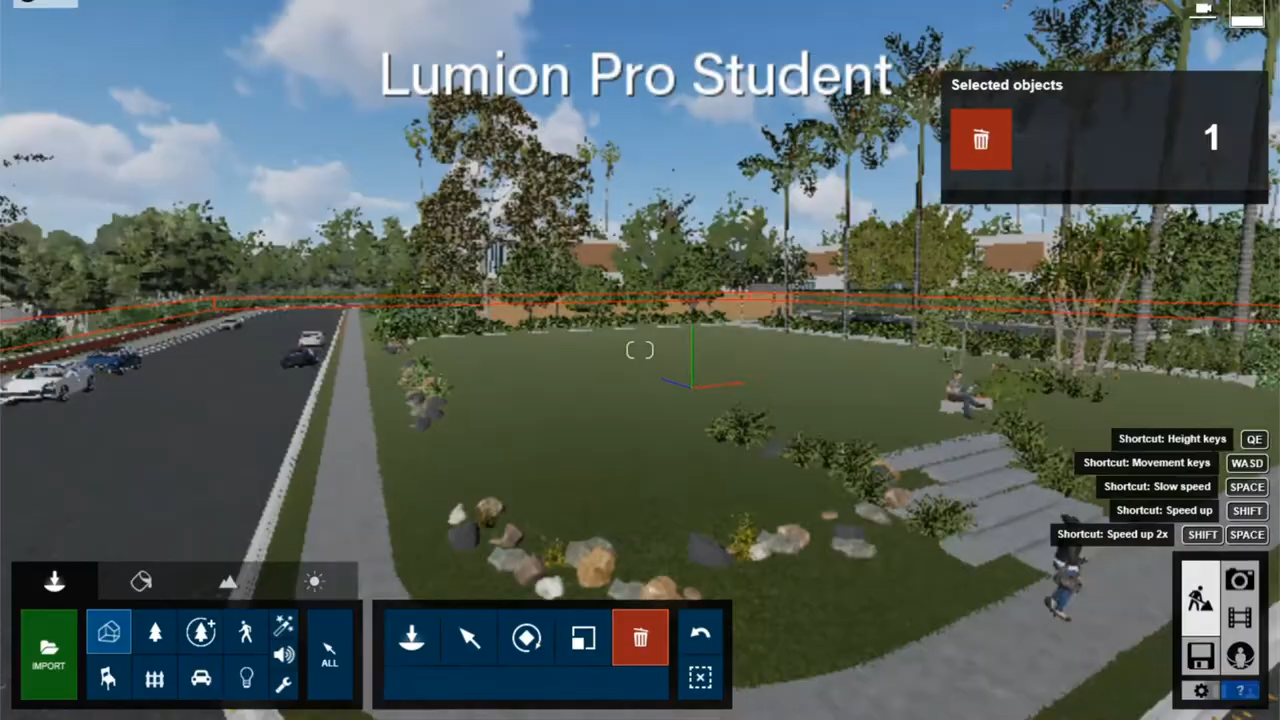 Lumion Pro Student
Selected objects
1
Shortcut: Height keys QE
Shortcut: Movement keys WASD
Shortcut: Slow speed SPACE
Shortcut: Speed up SHIFT
Shortcut: Speed up 2x SHIFT SPACE
IMPORT
ALL
?